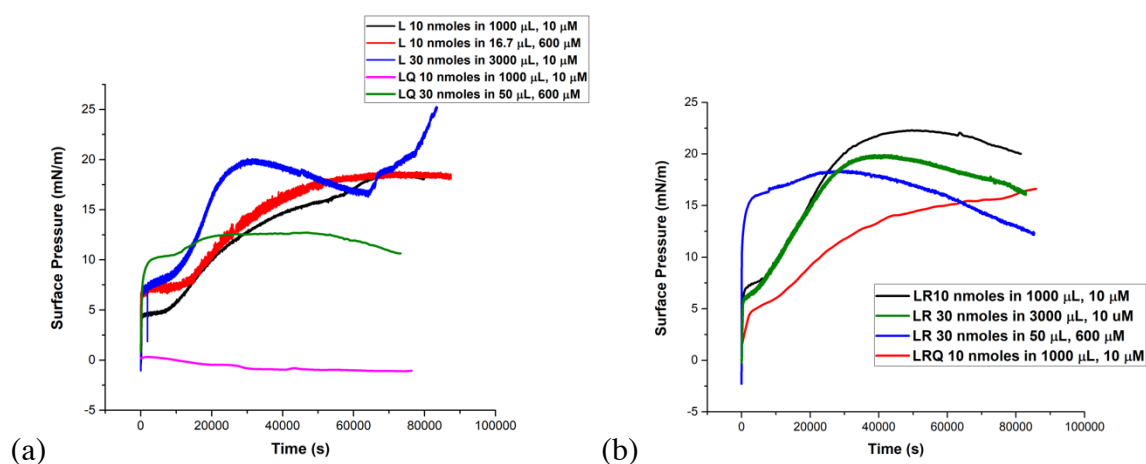 L 10 nmoles in 1000 μL, 10 μM
L 10 nmoles in 16.7 μL, 600 μM
L 30 nmoles in 3000 μL, 10 μM
LQ 10 nmoles in 1000 μL, 10 μM
LQ 30 nmoles in 50 μL, 600 μM
25
20
15
10
5
0
-5
Surface Pressure (mN/m)
0
20000
40000
60000
80000
100000
Time (s)
(a)
25
20
15
10
5
0
-5
Surface Pressure (mN/m)
LR10 nmoles in 1000 μL, 10 μM
LR 30 nmoles in 3000 μL, 10 uM
LR 30 nmoles in 50 μL, 600 μM
LRQ 10 nmoles in 1000 μL, 10 μM
0
20000
40000
60000
80000
100000
Time (s)
(b)